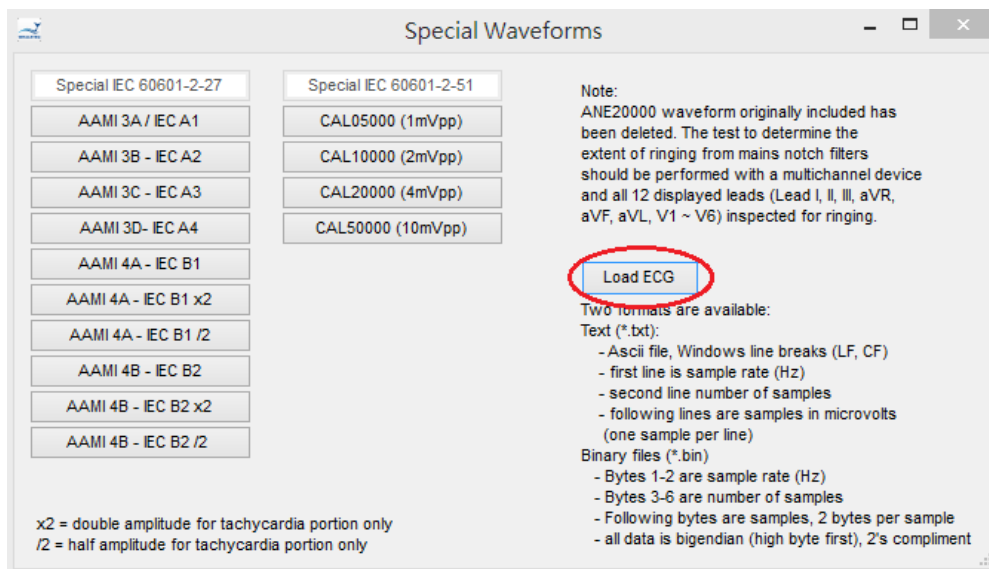 Special Waveforms
Special IEC 60601-2-27
AAMI 3A / IEC A1
AAMI 3B - IEC A2
AAMI 3C - IEC A3
AAMI 3D- IEC A4
AAMI 4A - IEC B1
AAMI 4A - IEC B1 x2
AAMI 4A - IEC B1 /2
AAMI 4B - IEC B2
AAMI 4B - IEC B2 x2
AAMI 4B - IEC B2 /2
x2 = double amplitude for tachycardia portion only
/2 = half amplitude for tachycardia portion only
Special IEC 60601-2-51
CAL05000 (1mVpp)
CAL10000 (2mVpp)
CAL20000 (4mVpp)
CAL50000 (10mVpp)
Note:
ANE20000 waveform originally included has
been deleted. The test to determine the
extent of ringing from mains notch filters
should be performed with a multichannel device
and all 12 displayed leads (Lead I, II, III, aVR,
aVF, aVL, V1 ~ V6) inspected for ringing.
Load ECG
Two formats are available:
Text (*.txt):
- Ascii file, Windows line breaks (LF, CF)
- first line is sample rate (Hz)
- second line number of samples
- following lines are samples in microvolts
(one sample per line)
Binary files (*.bin)
- Bytes 1-2 are sample rate (Hz)
- Bytes 3-6 are number of samples
- Following bytes are samples, 2 bytes per sample
- all data is bigendian (high byte first), 2's compliment